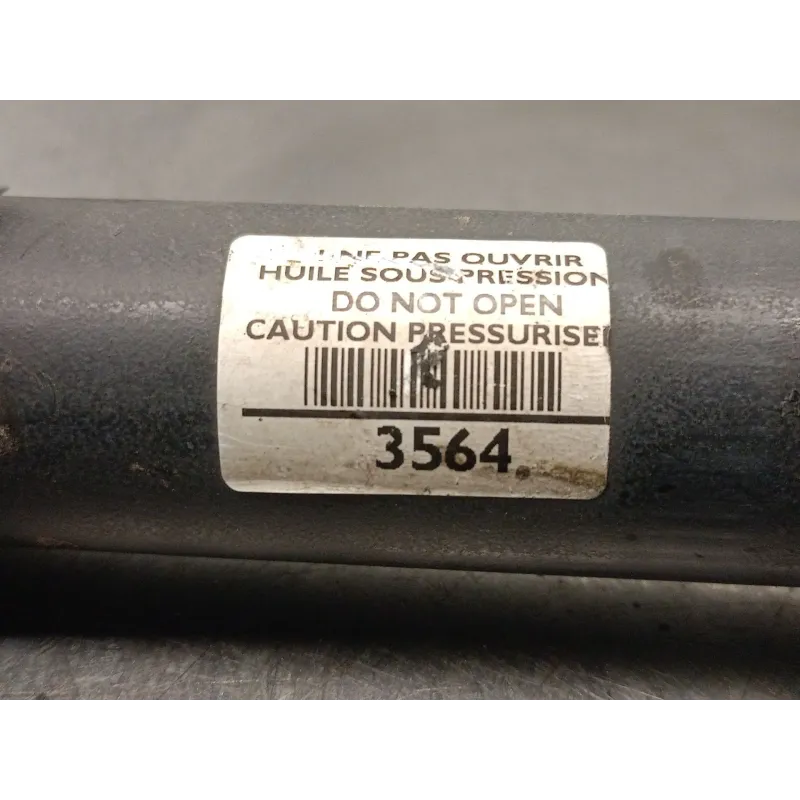 ! NE PAS OUVRIR
HUILE SOUS PRESSION
DO NOT OPEN
CAUTION PRESSURISE
3564